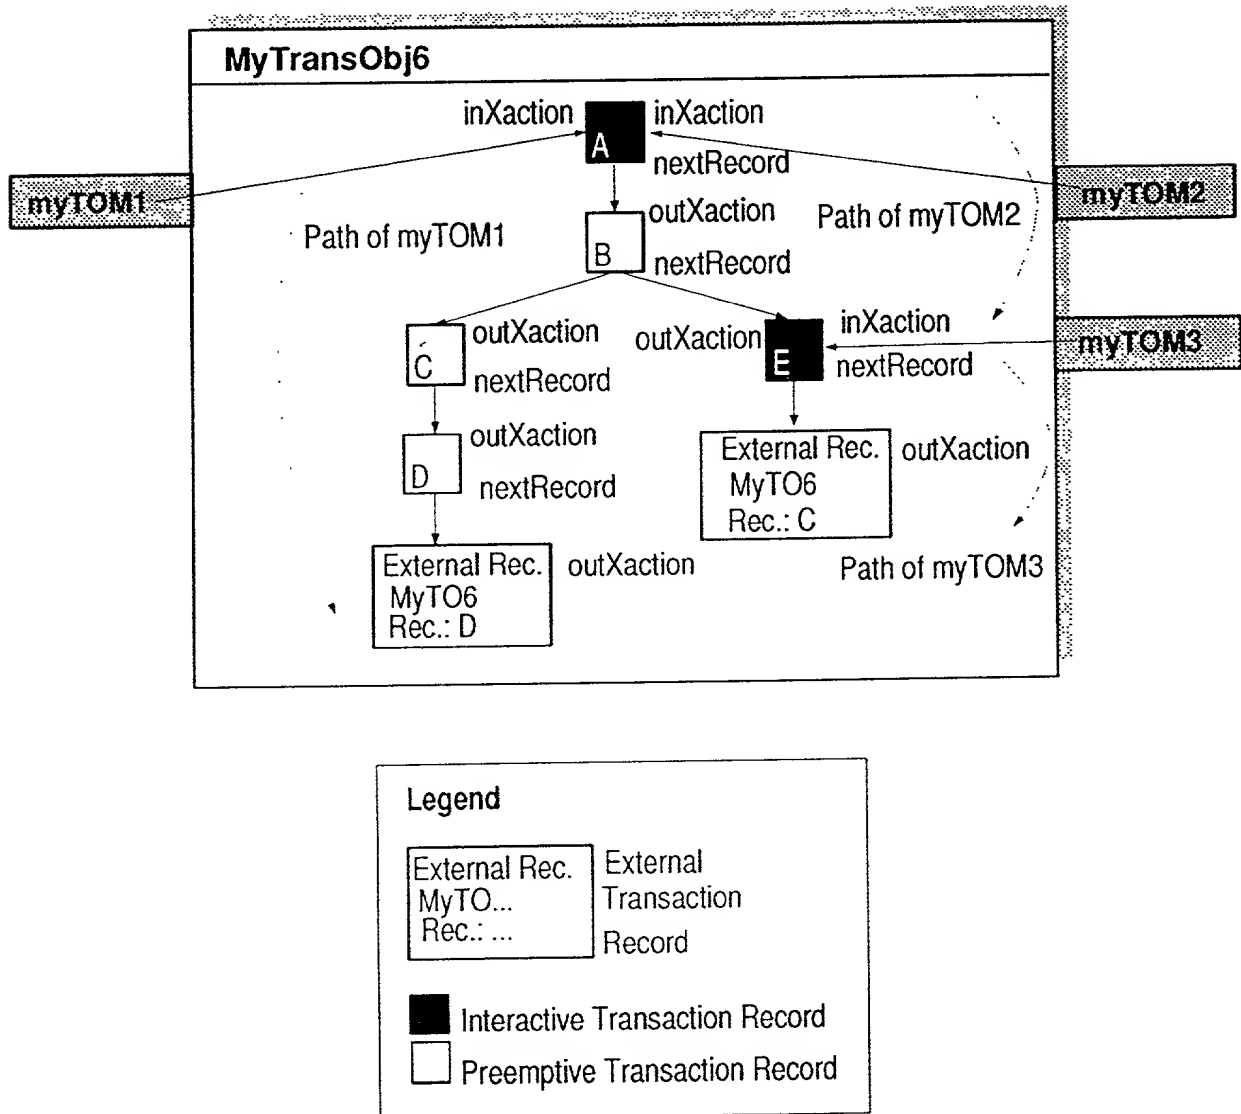 MyTransObj6
inXaction
inXaction
A
nextRecord
myTOM1
myTOM2
outXaction
Path of myTOM1
Path of myTOM2
B
nextRecord
outXaction
outXaction
inXaction
myTOM3
C
E
nextRecord
nextRecord
outXaction
D
nextRecord
External Rec.
MyTO6
Rec.: C
outXaction
External Rec.
MyTO6
Rec.: D
outXaction
Path of myTOM3
Legend
External Rec.
MyTO...
Rec.: ...
External
Transaction
Record
Interactive Transaction Record
Preemptive Transaction Record